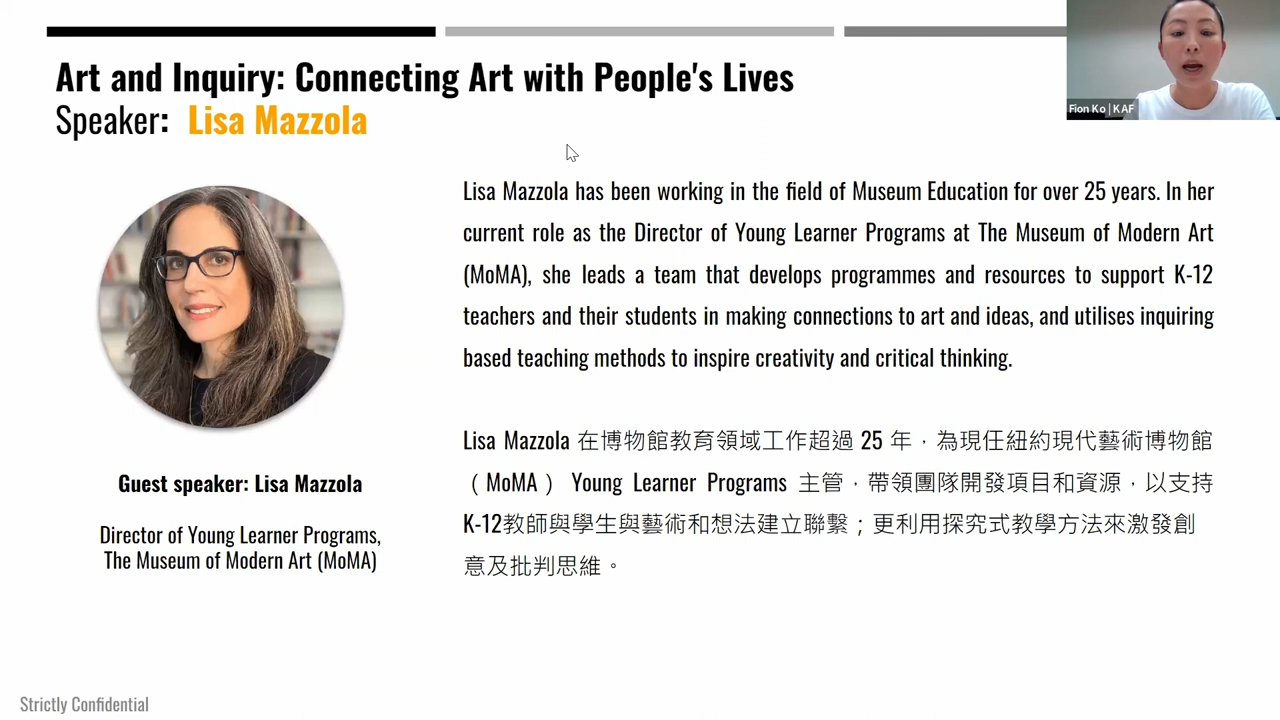 Art and Inquiry: Connecting Art with People's Lives
Speaker: Lisa Mazzola
Fion Ko | KAF
Lisa Mazzola has been working in the field of Museum Education for over 25 years. In her
current role as the Director of Young Learner Programs at The Museum of Modern Art
(MoMA), she leads a team that develops programmes and resources to support K-12
teachers and their students in making connections to art and ideas, and utilises inquiring
based teaching methods to inspire creativity and critical thinking.
Lisa Mazzola 在博物館教育領域工作超過 25 年，為現任紐約現代藝術博物館
（MoMA） Young Learner Programs 主管，帶領團隊開發項目和資源，以支持
K-12教師與學生與藝術和想法建立聯繫；更利用探究式教學方法來激發創
意及批判思維。
Guest speaker: Lisa Mazzola
Director of Young Learner Programs,
The Museum of Modern Art (MoMA)
Strictly Confidential